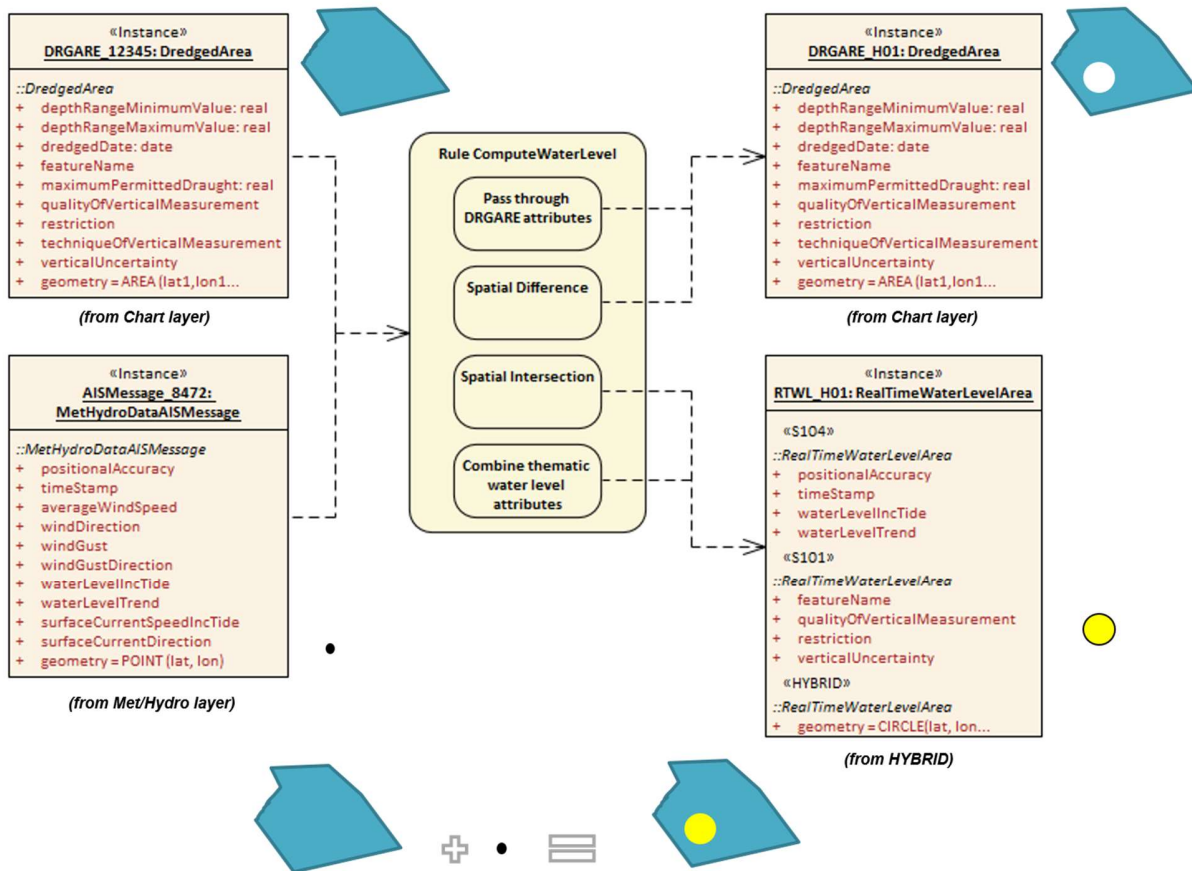 «Instance»
DRGARE_12345: DredgedArea
::DredgedArea
+ depthRangeMinimumValue: real
+ depthRangeMaximumValue: real
+ dredgedDate: date
+ featureName
+ maximumPermittedDraught: real
+ qualityOfVerticalMeasurement
+ restriction
+ techniqueOfVerticalMeasurement
+ verticalUncertainty
+ geometry = AREA (lat1,lon1...
(from Chart layer)
«Instance»
AISMessage_8472:
MetHydroDataAISMessage
::MetHydroDataAISMessage
+ positionalAccuracy
+ timeStamp
+ averageWindSpeed
+ windDirection
+ windGust
+ windGustDirection
+ waterLevelIncTide
+ waterLevelTrend
+ surfaceCurrentSpeedIncTide
+ surfaceCurrentDirection
+ geometry = POINT (lat, lon)
(from Met/Hydro layer)
Rule ComputeWaterLevel
Pass through
DRGARE attributes
Spatial Difference
Spatial Intersection
Combine thematic
water level
attributes
«Instance»
DRGARE_H01: DredgedArea
::DredgedArea
+ depthRangeMinimumValue: real
+ depthRangeMaximumValue: real
+ dredgedDate: date
+ featureName
+ maximumPermittedDraught: real
+ qualityOfVerticalMeasurement
+ restriction
+ techniqueOfVerticalMeasurement
+ verticalUncertainty
+ geometry = AREA (lat1,lon1...
(from Chart layer)
«Instance»
RTWL_H01: RealTimeWaterLevelArea
«S104»
::RealTimeWaterLevelArea
+ positionalAccuracy
+ timeStamp
+ waterLevelIncTide
+ waterLevelTrend
«S101»
::RealTimeWaterLevelArea
+ featureName
+ qualityOfVerticalMeasurement
+ restriction
+ verticalUncertainty
«HYBRID»
::RealTimeWaterLevelArea
+ geometry = CIRCLE(lat, lon...
(from HYBRID)